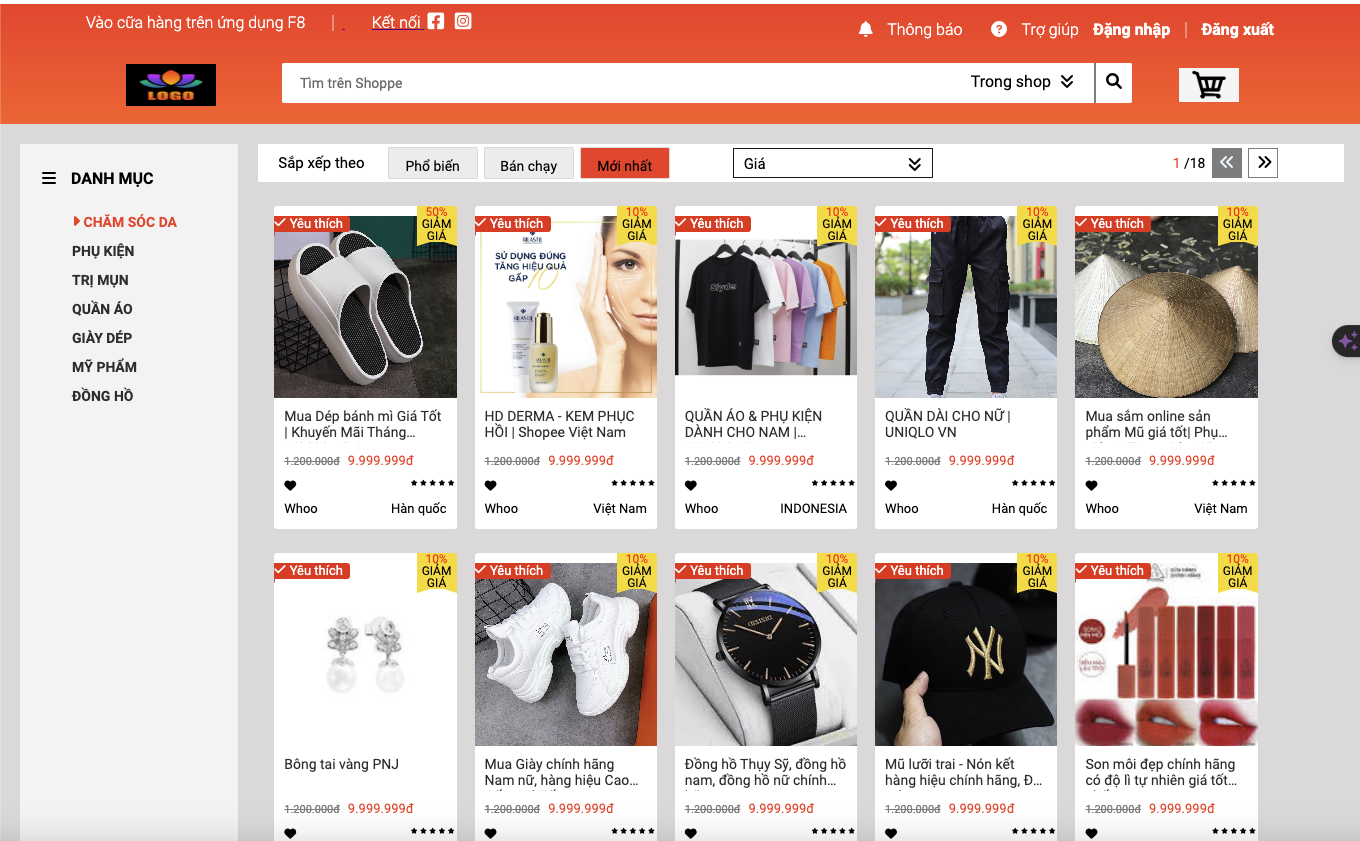 Vào cữa hàng trên ứng dụng F8 | Kết nối
Thông báo Trợ giúp Đặng nhập | Đăng xuất
LOGO
Tìm trên Shoppe Trong shop
DANH MỤC
CHĂM SÓC DA
PHỤ KIỆN
TRỊ MỤN
QUẦN ÁO
GIÀY DÉP
MỸ PHẨM
ĐỒNG HỒ
Sắp xếp theo Phổ biến Bán chạy Mới nhất Giá 1 /18
Yêu thích
50%
GIẢM
GIÁ
Mua Dép bánh mì Giá Tốt
| Khuyến Mãi Tháng...
1.200.000đ 9.999.999đ
Whoo Hàn quốc
Yêu thích
10%
GIẢM
GIÁ
RILASTIL
SỬ DỤNG ĐÚNG
TĂNG HIỆU QUẢ
GẤP 10
RILASTIL
HD DERMA - KEM PHỤC
HỒI | Shopee Việt Nam
1.200.000đ 9.999.999đ
Whoo Việt Nam
Yêu thích
10%
GIẢM
GIÁ
QUẦN ÁO & PHỤ KIỆN
DÀNH CHO NAM |...
1.200.000đ 9.999.999đ
Whoo INDONESIA
Yêu thích
10%
GIẢM
GIÁ
QUẦN DÀI CHO NỮ |
UNIQLO VN
1.200.000đ 9.999.999đ
Whoo Hàn quốc
Yêu thích
10%
GIẢM
GIÁ
Mua sắm online sản
phẩm Mũ giá tốt| Phụ...
1.200.000đ 9.999.999đ
Whoo Việt Nam
Yêu thích
10%
GIẢM
GIÁ
Bông tai vàng PNJ
1.200.000đ 9.999.999đ
Yêu thích
10%
GIẢM
GIÁ
Mua Giày chính hãng
Nam nữ, hàng hiệu Cao...
1.200.000đ 9.999.999đ
Yêu thích
10%
GIẢM
GIÁ
Đồng hồ Thụy Sỹ, đồng hồ
nam, đồng hồ nữ chính...
1.200.000đ 9.999.999đ
Yêu thích
10%
GIẢM
GIÁ
NY
Mũ lưỡi trai - Nón kết
hàng hiệu chính hãng, Đ...
1.200.000đ 9.999.999đ
Yêu thích
10%
GIẢM
GIÁ
Son môi đẹp chính hãng
có độ lì tự nhiên giá tốt...
1.200.000đ 9.999.999đ